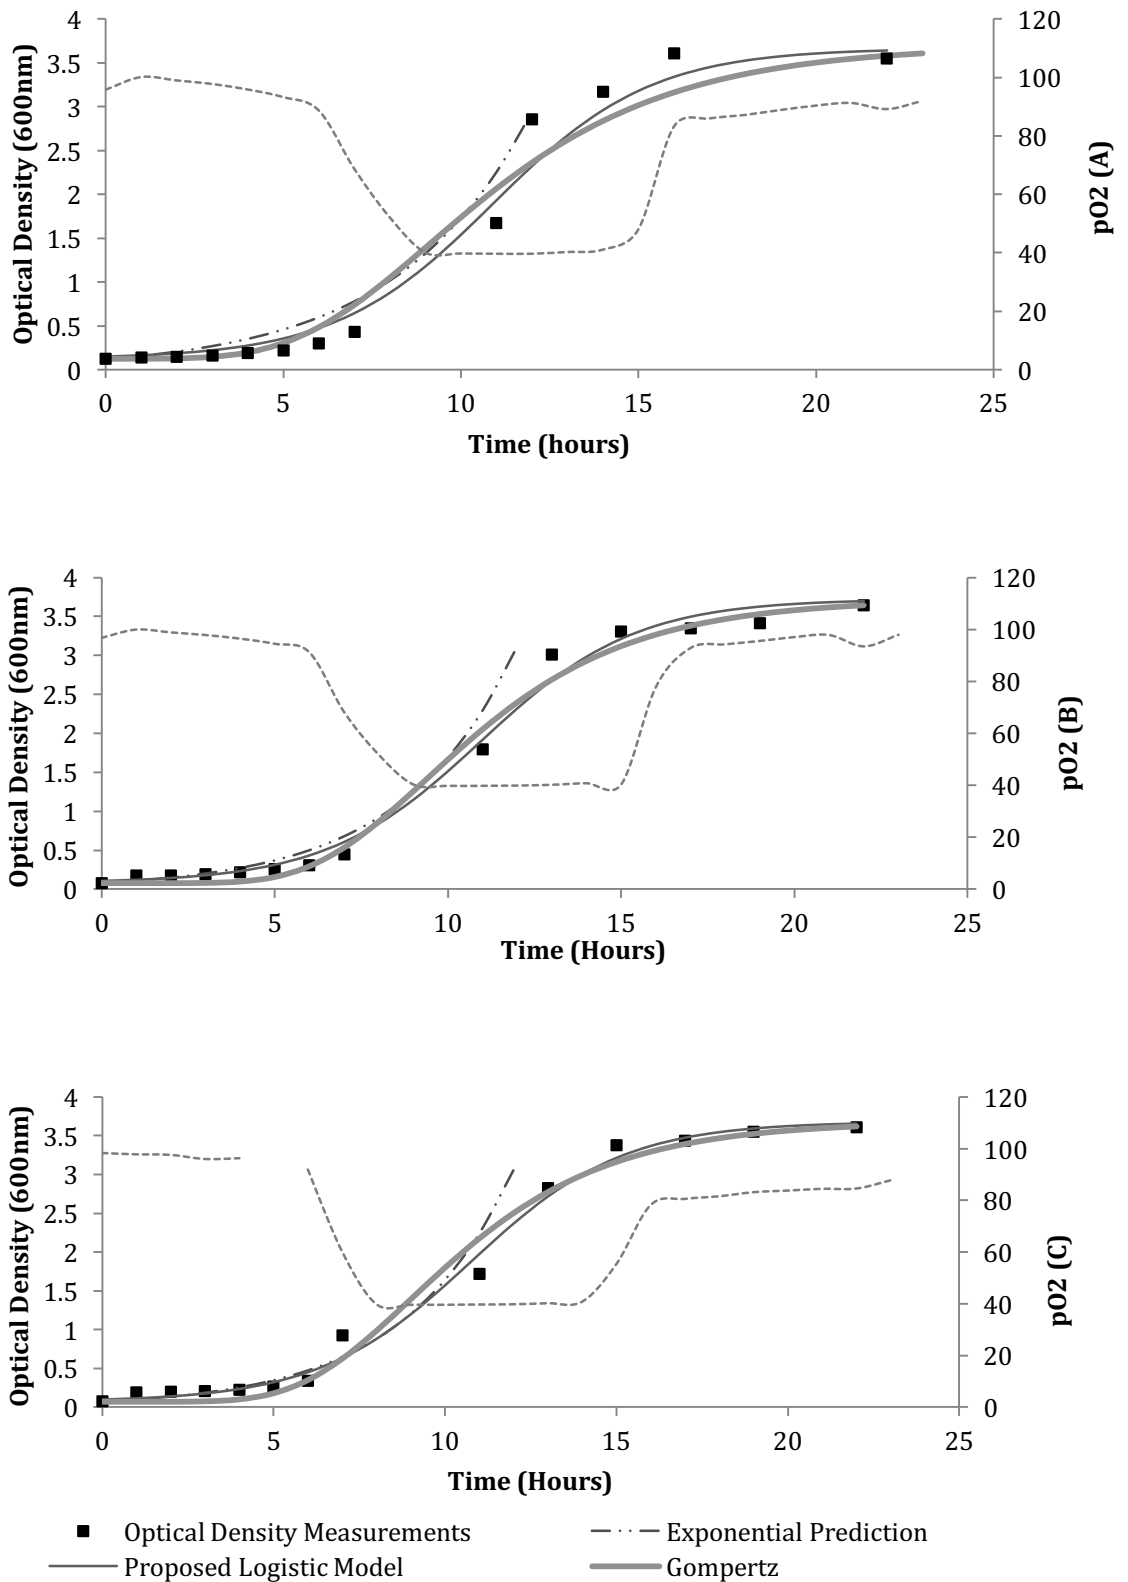 4 120
3.5 100
3
2.5 80
2 60
1.5 40
1
0.5 20
0 0
0 5 10 15 20 25
Optical Density (600nm)
pO2 (A)
Time (hours)
4 120
3.5 100
3
2.5 80
2 60
1.5 40
1
0.5 20
0 0
0 5 10 15 20 25
Optical Density (600nm)
pO2 (B)
Time (Hours)
4 120
3.5 100
3
2.5 80
2 60
1.5 40
1
0.5 20
0 0
0 5 10 15 20 25
Optical Density (600nm)
pO2 (C)
Time (Hours)
Optical Density Measurements Exponential Prediction
Proposed Logistic Model Gompertz